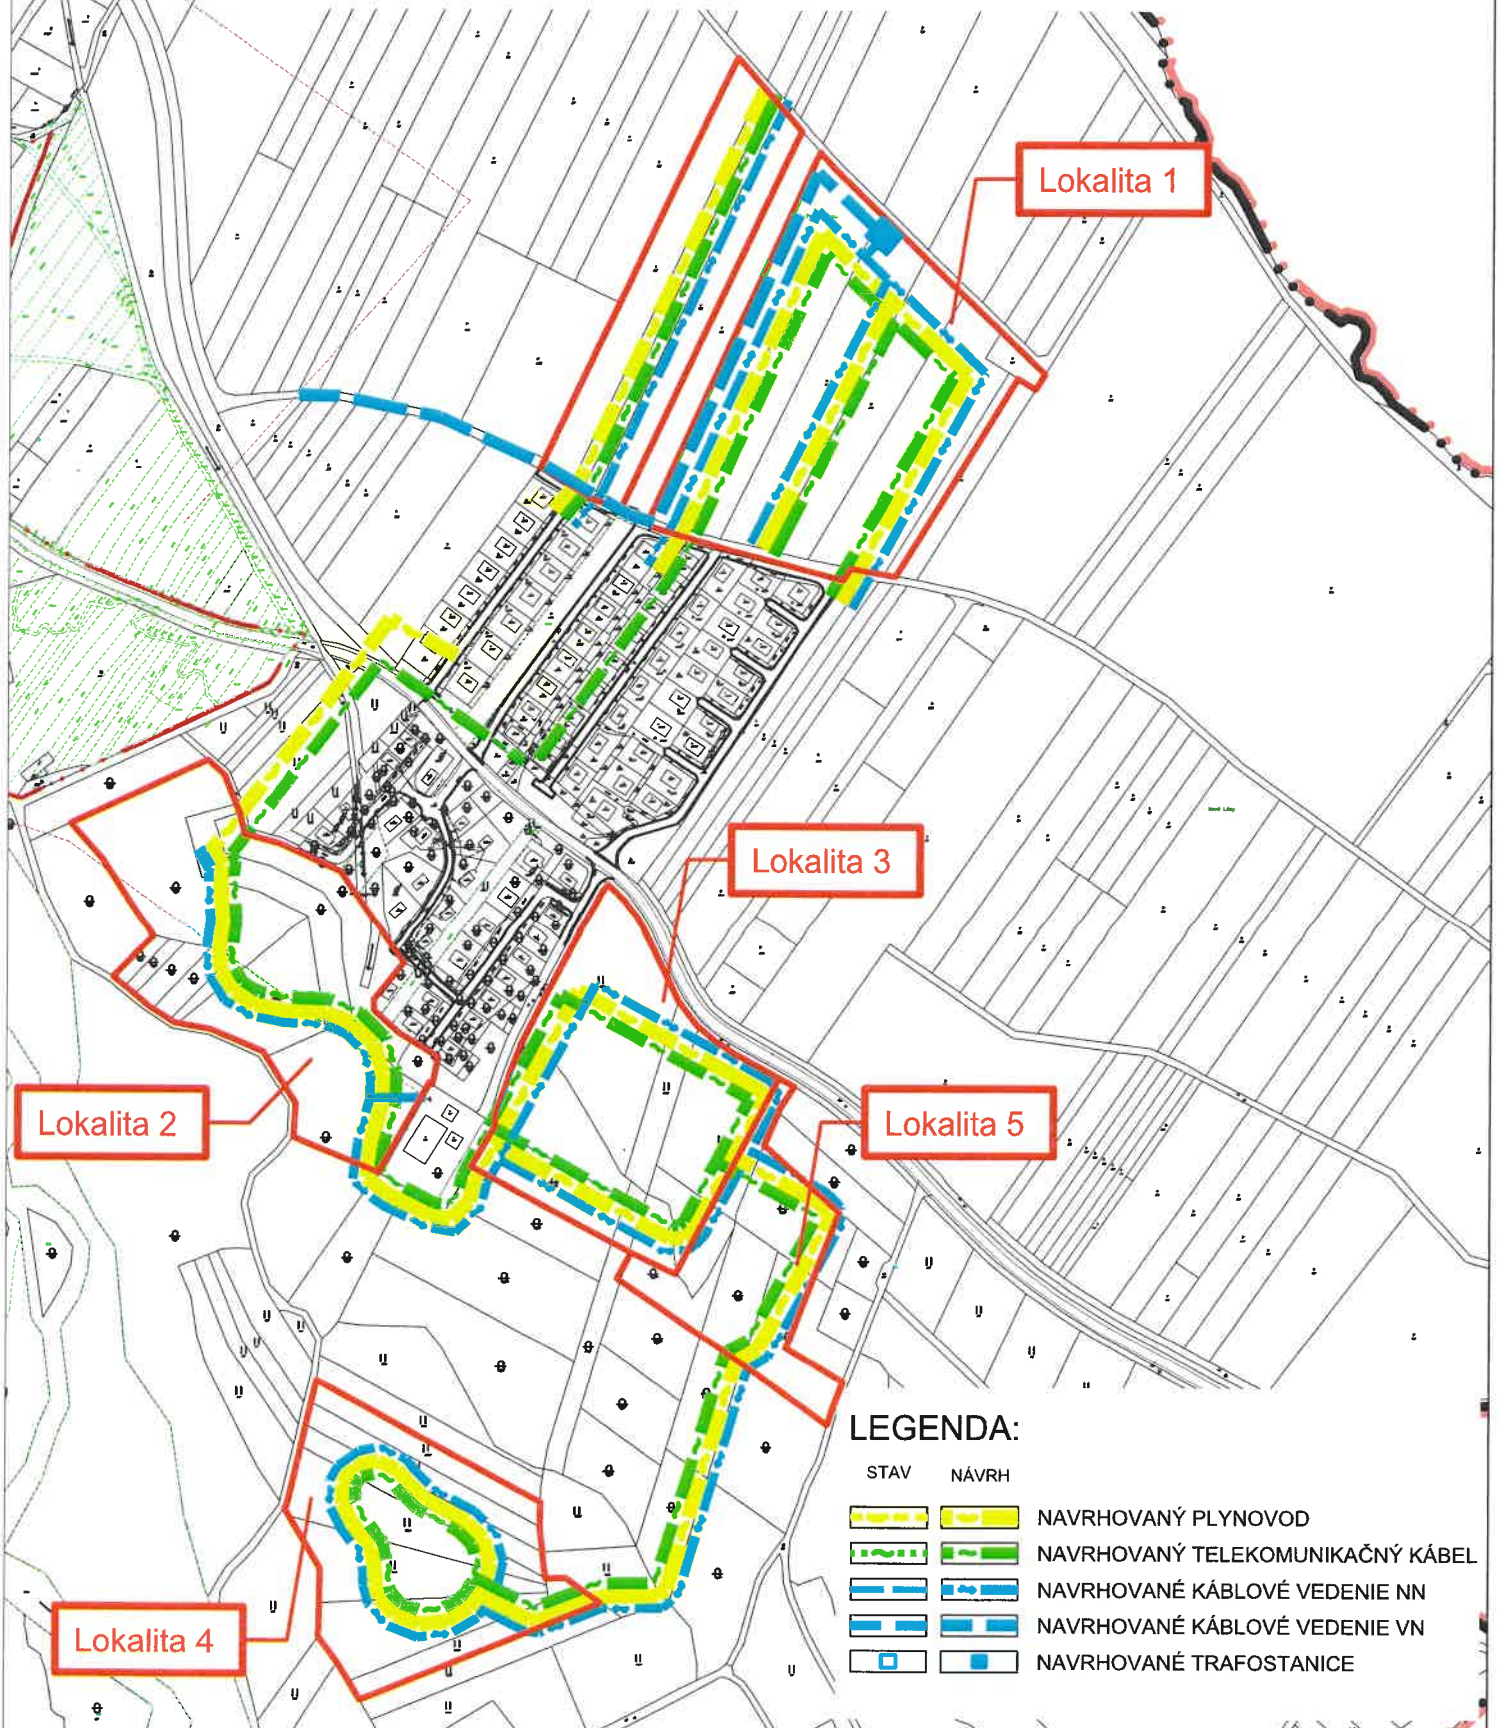 Lokalita 1
Lokalita 3
Lokalita 2
Lokalita 5
Lokalita 4
LEGENDA:
STAV NÁVRH
NAVRHOVANÝ PLYNOVOD
NAVRHOVANÝ TELEKOMUNIKAČNÝ KÁBEL
NAVRHOVANÉ KÁBLOVÉ VEDENIE NN
NAVRHOVANÉ KÁBLOVÉ VEDENIE VN
NAVRHOVANÉ TRAFOSTANICE